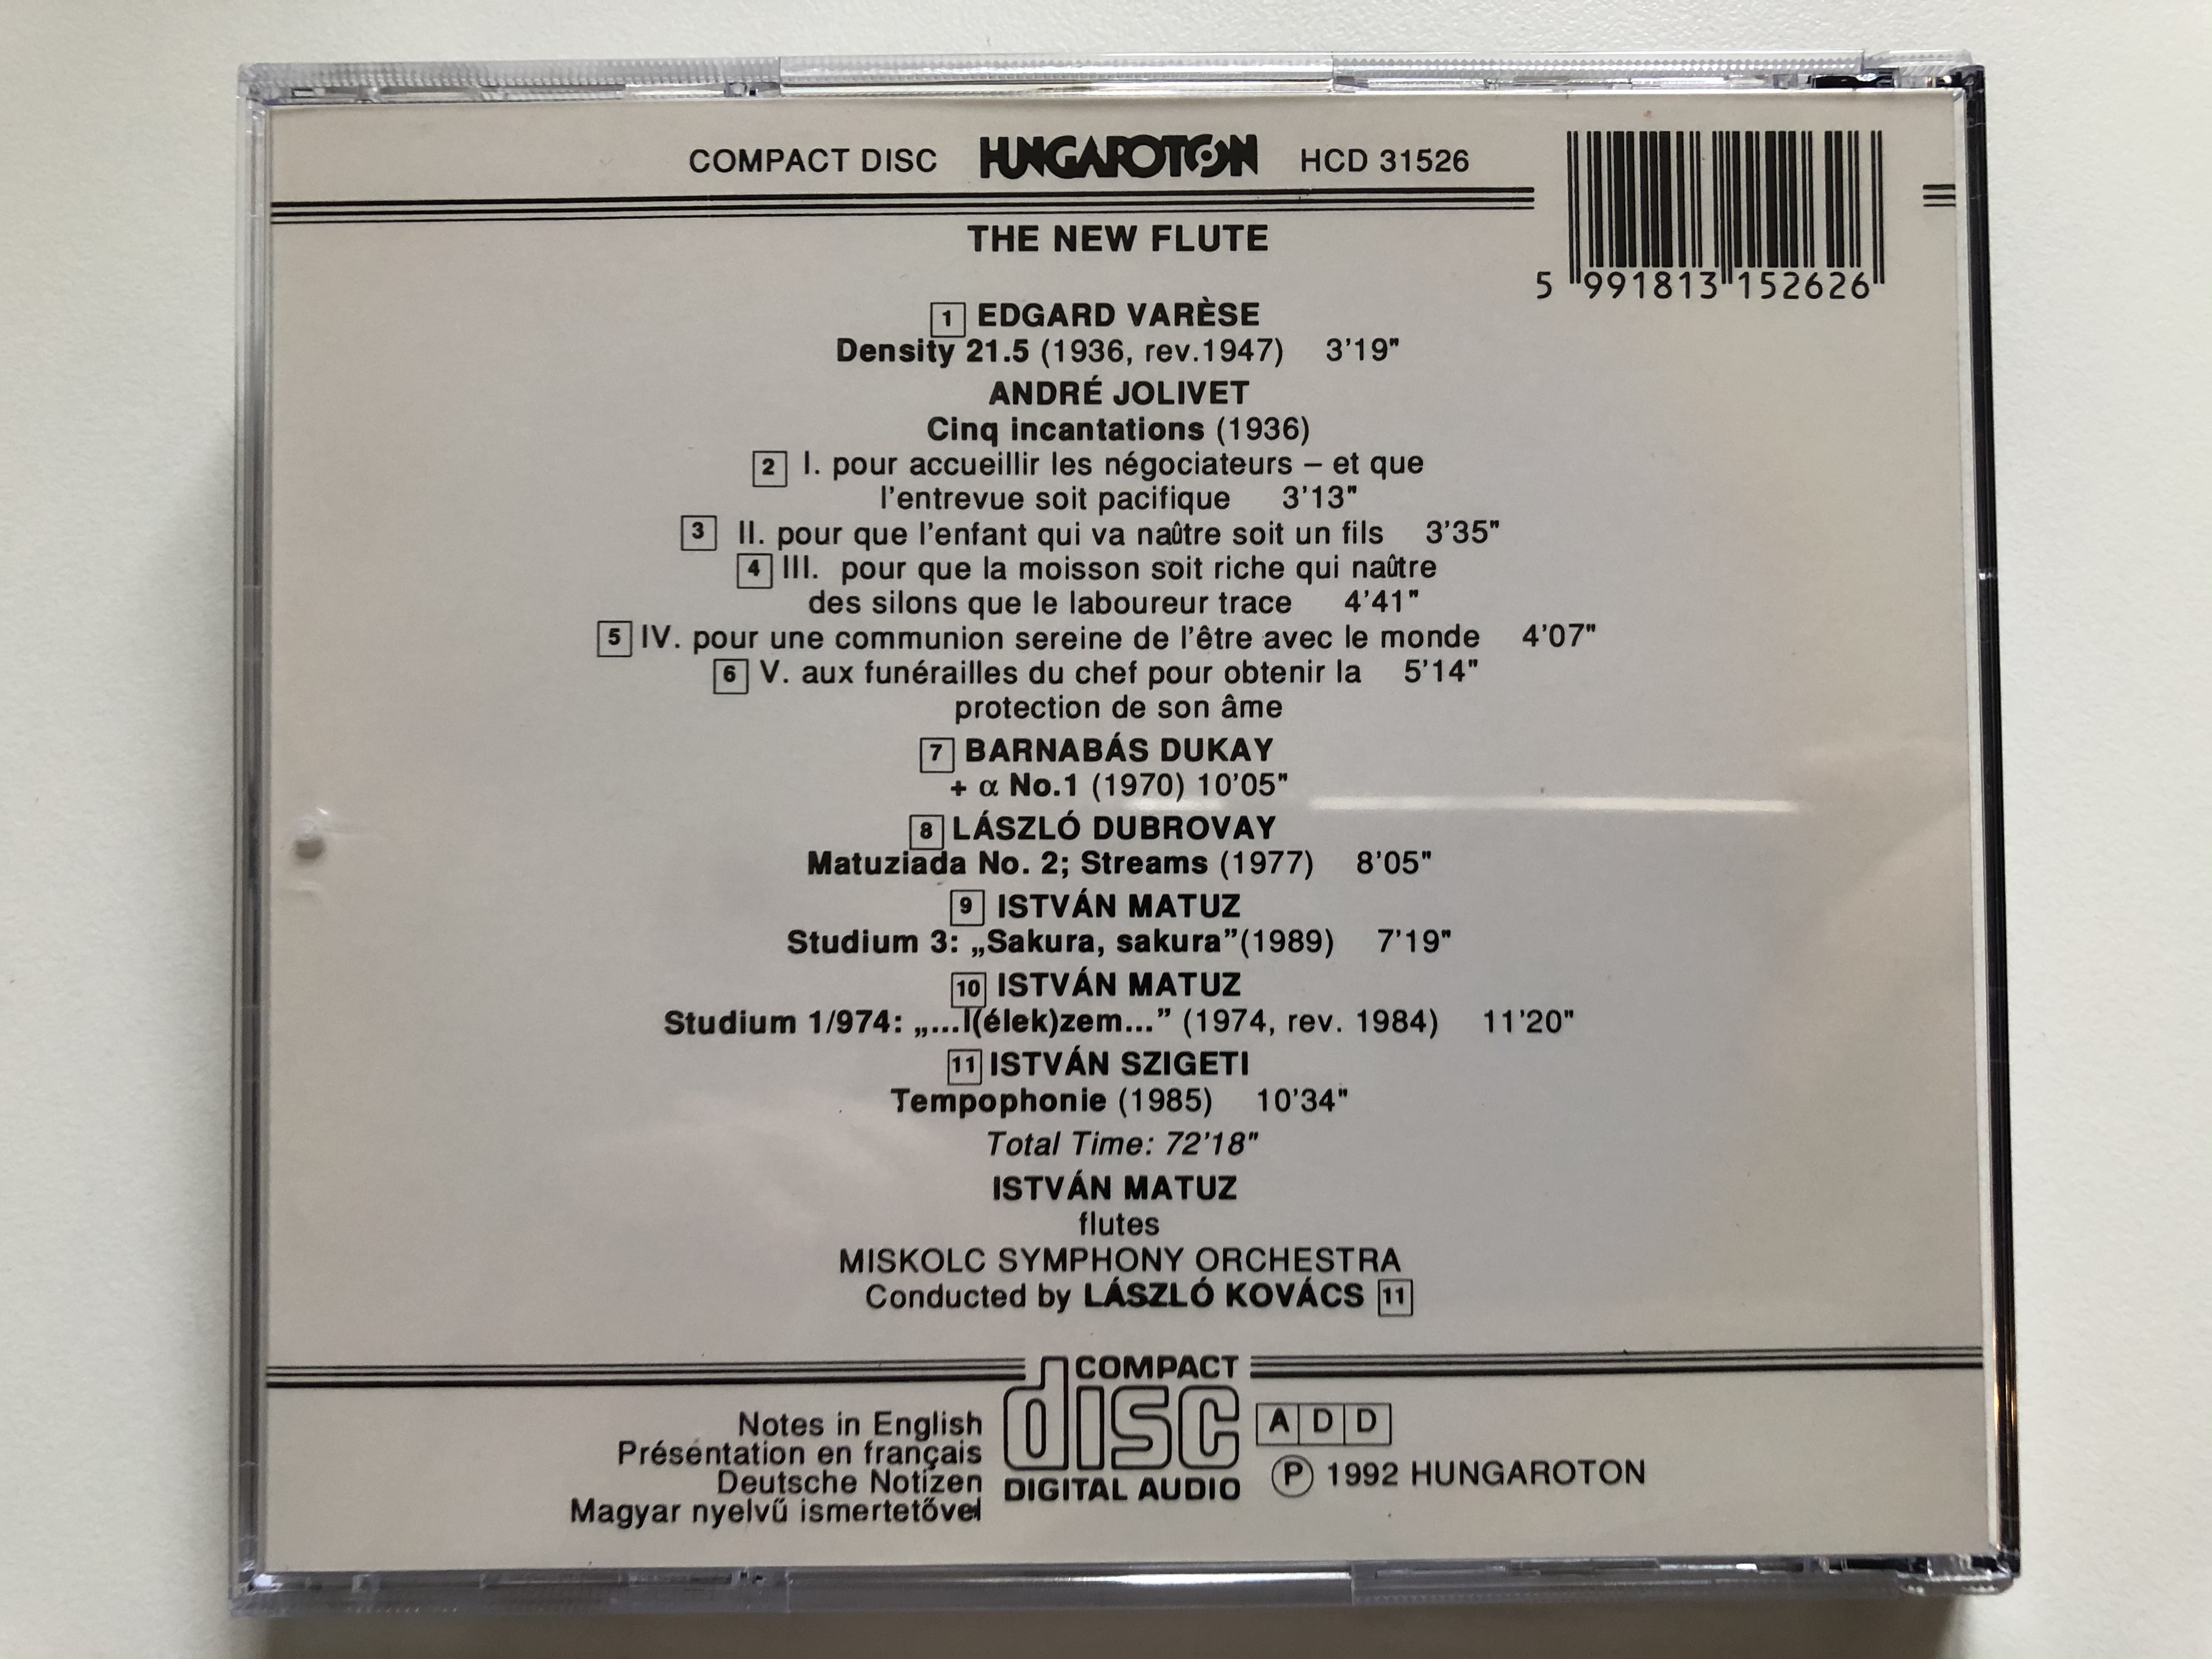 COMPACT DISC HUNGAROTON HCD 31526
5 991813 152626
THE NEW FLUTE
1 EDGARD VARÈSE
Density 21.5 (1936, rev.1947) 3'19"
ANDRÉ JOLIVET
Cinq incantations (1936)
2 I. pour accueillir les négociateurs – et que
l'entrevue soit pacifique 3'13"
3 II. pour que l'enfant qui va naûtre soit un fils 3'35"
4 III. pour que la moisson soit riche qui naûtre
des silons que le laboureur trace 4'41"
5 IV. pour une communion sereine de l'être avec le monde 4'07"
6 V. aux funérailles du chef pour obtenir la 5'14"
protection de son âme
7 BARNABÁS DUKAY
+ α No.1 (1970) 10'05"
8 LÁSZLÓ DUBROVAY
Matuziada No. 2; Streams (1977) 8'05"
9 ISTVÁN MATUZ
Studium 3: „Sakura, sakura”(1989) 7'19"
10 ISTVÁN MATUZ
Studium 1/974: „...l(élek)zem...” (1974, rev. 1984) 11'20"
11 ISTVÁN SZIGETI
Tempophonie (1985) 10'34"
Total Time: 72'18"
ISTVÁN MATUZ
flutes
MISKOLC SYMPHONY ORCHESTRA
Conducted by LÁSZLÓ KOVÁCS 11
COMPACT
disc
DIGITAL AUDIO
Notes in English
Présentation en français
Deutsche Notizen
Magyar nyelvű ismertetővel
A D D
Ⓟ 1992 HUNGAROTON